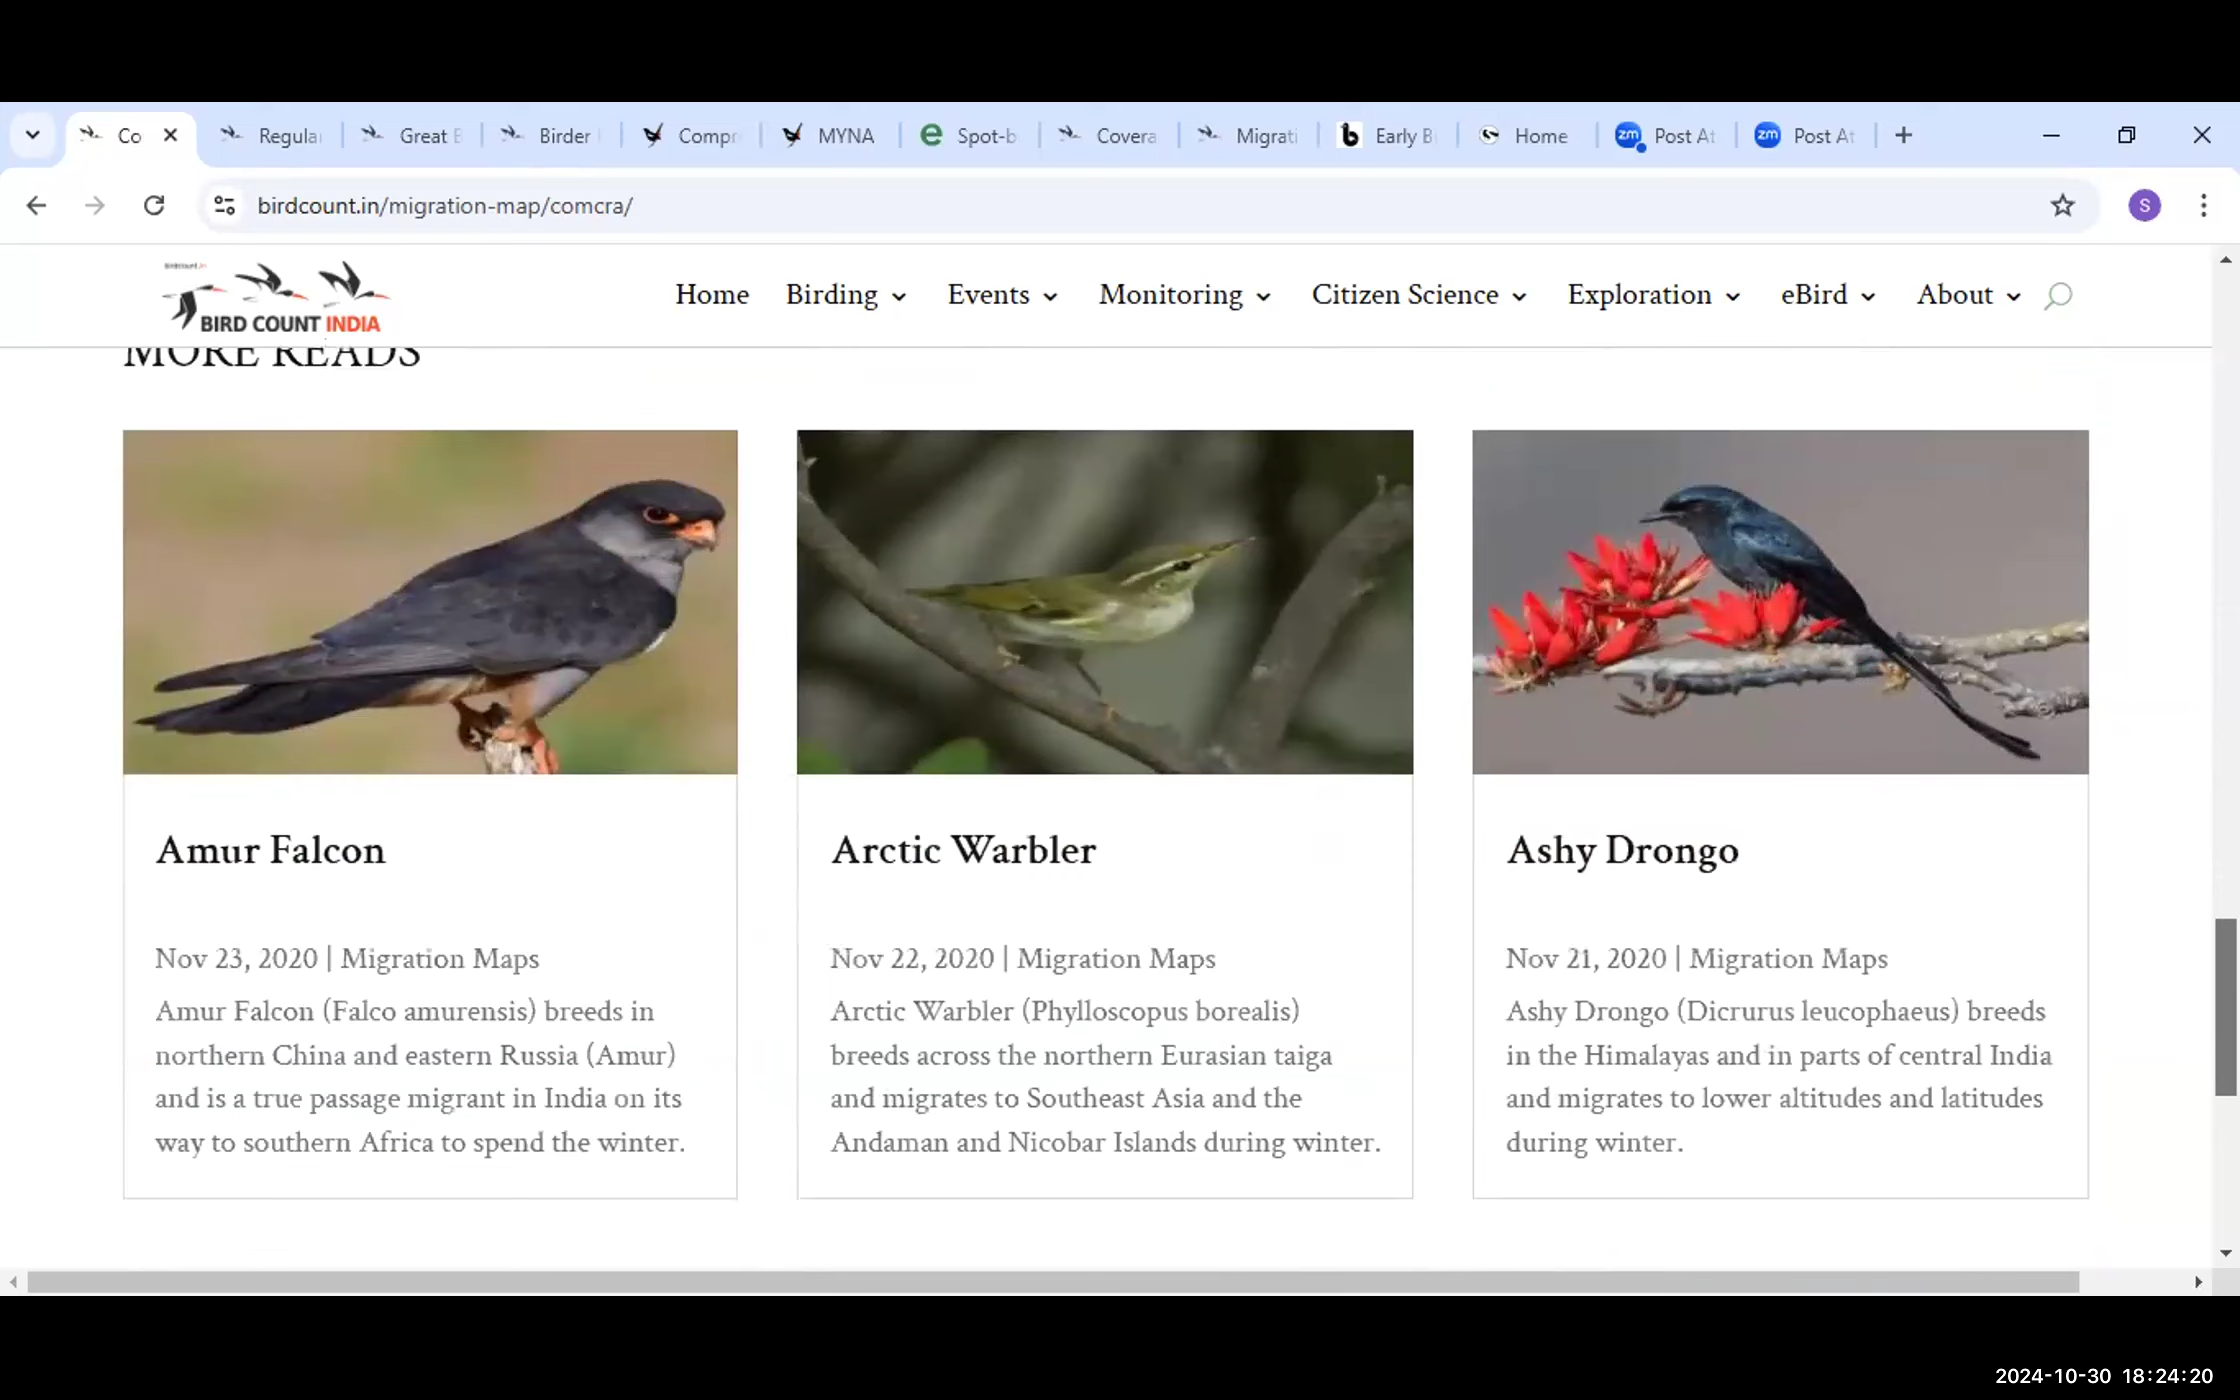 Co
Regula
Great B
Birder
Compr
MYNA
Spot-b
Covera
Migrati
Early B
Home
Post At
Post At
birdcount.in/migration-map/comcra/
S
BIRD COUNT INDIA
Home Birding Events Monitoring Citizen Science Exploration eBird About
MORE READS
Amur Falcon
Nov 23, 2020 | Migration Maps
Amur Falcon (Falco amurensis) breeds in
northern China and eastern Russia (Amur)
and is a true passage migrant in India on its
way to southern Africa to spend the winter.
Arctic Warbler
Nov 22, 2020 | Migration Maps
Arctic Warbler (Phylloscopus borealis)
breeds across the northern Eurasian taiga
and migrates to Southeast Asia and the
Andaman and Nicobar Islands during winter.
Ashy Drongo
Nov 21, 2020 | Migration Maps
Ashy Drongo (Dicrurus leucophaeus) breeds
in the Himalayas and in parts of central India
and migrates to lower altitudes and latitudes
during winter.
2024-10-30 18:24:20